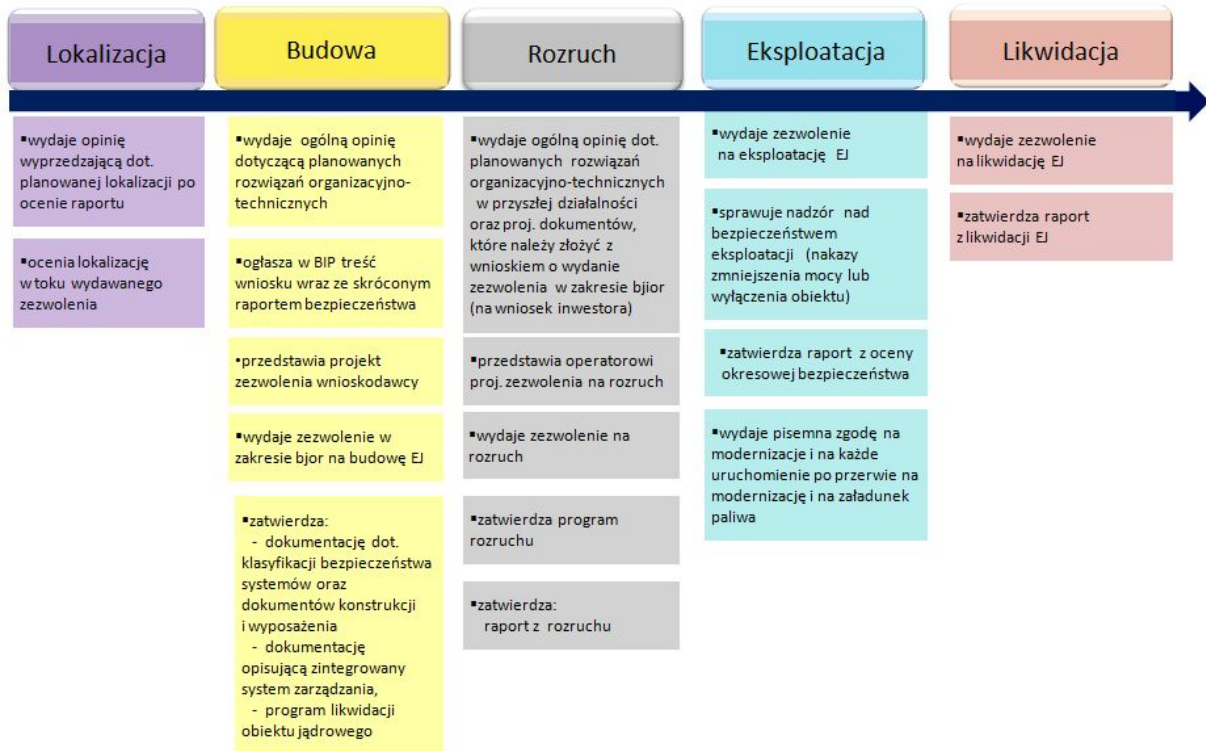 Lokalizacja
Budowa
Rozruch
Eksploatacja
Likwidacja
▪wydaje opinię
wyprzedzającą dot.
planowanej lokalizacji po
ocenie raportu
▪ocenia lokalizację
w toku wydawanego
zezwolenia
▪wydaje ogólną opinię
dotyczącą planowanych
rozwiązań organizacyjno-
technicznych
▪ogłasza w BIP treść
wniosku wraz ze skróconym
raportem bezpieczeństwa
•przedstawia projekt
zezwolenia wnioskodawcy
▪wydaje zezwolenie w
zakresie bjor na budowę EJ
▪zatwierdza:
- dokumentację dot.
klasyfikacji bezpieczeństwa
systemów oraz
dokumentów konstrukcji
i wyposażenia
- dokumentację
opisującą zintegrowany
system zarządzania,
- program likwidacji
obiektu jądrowego
▪wydaje ogólną opinię dot.
planowanych rozwiązań
organizacyjno-technicznych
w przyszłej działalności
oraz proj. dokumentów,
które należy złożyć z
wnioskiem o wydanie
zezwolenia w zakresie bjior
(na wniosek inwestora)
▪przedstawia operatorowi
proj. zezwolenia na rozruch
▪wydaje zezwolenie na
rozruch
▪zatwierdza program
rozruchu
▪zatwierdza:
raport z rozruchu
▪wydaje zezwolenie
na eksploatację EJ
▪sprawuje nadzór nad
bezpieczeństwem
eksploatacji (nakazy
zmniejszenia mocy lub
wyłączenia obiektu)
▪zatwierdza raport z oceny
okresowej bezpieczeństwa
▪wydaje pisemna zgodę na
modernizacje i na każde
uruchomienie po przerwie na
modernizację i na załadunek
paliwa
▪wydaje zezwolenie
na likwidację EJ
▪zatwierdza raport
z likwidacji EJ